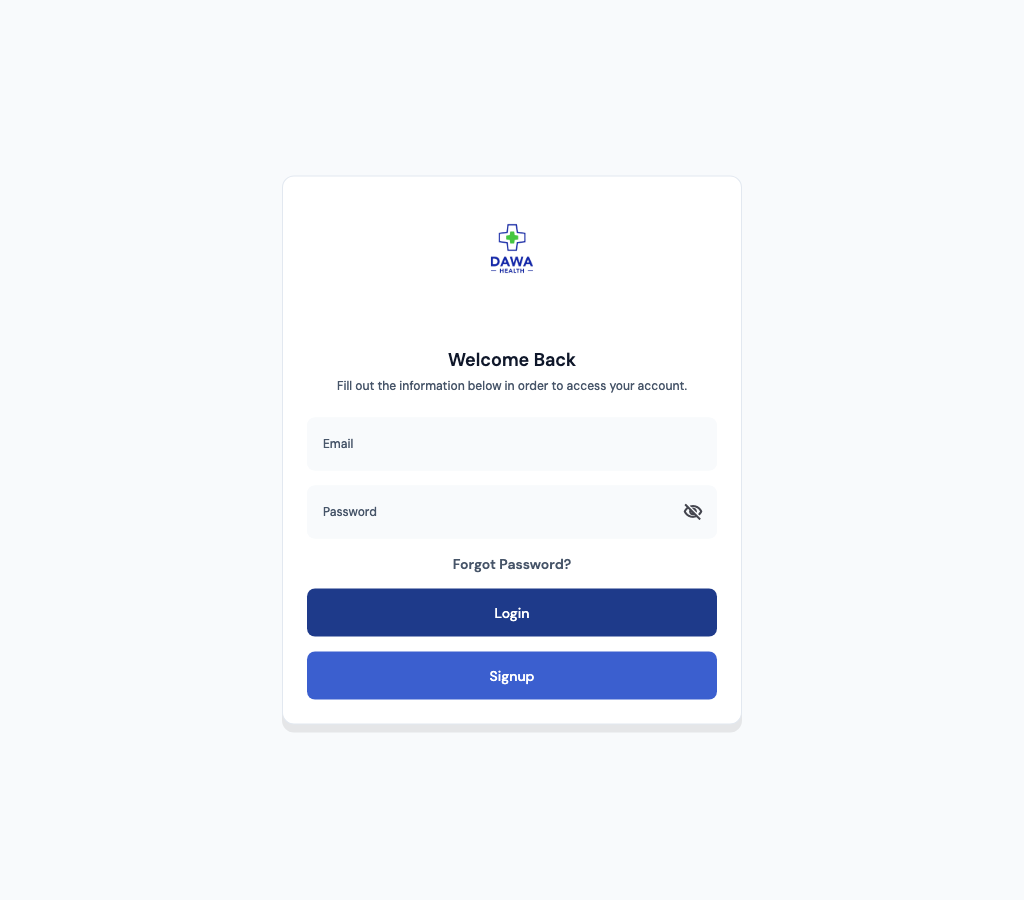 DAWA
HEALTH
Welcome Back
Fill out the information below in order to access your account.
Email
Password
Forgot Password?
Login
Signup